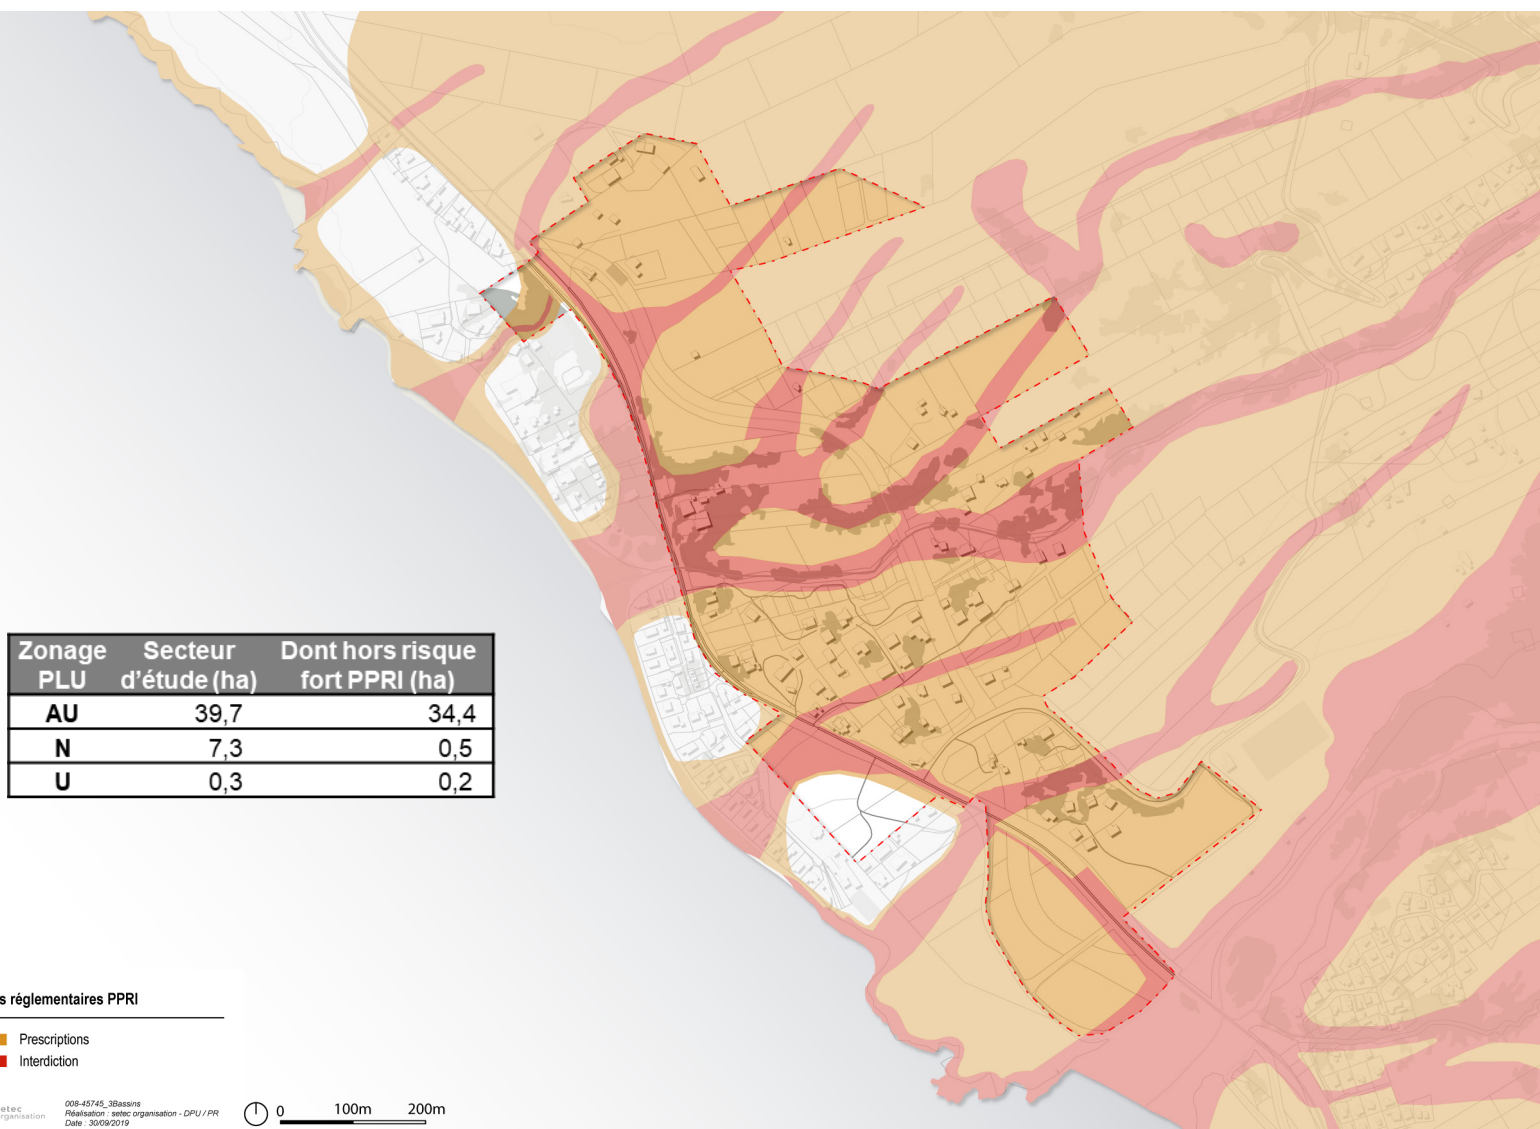 Zonage Secteur Dont hors risque
PLU d'étude (ha) fort PPRI (ha)
AU 39,7 34,4
N 7,3 0,5
U 0,3 0,2
s réglementaires PPRI
Prescriptions
Interdiction
etec
rganisation
008-45745_3Bassins
Réalisation : setec organisation - DPU / PR
Date : 30/09/2019
0 100m 200m